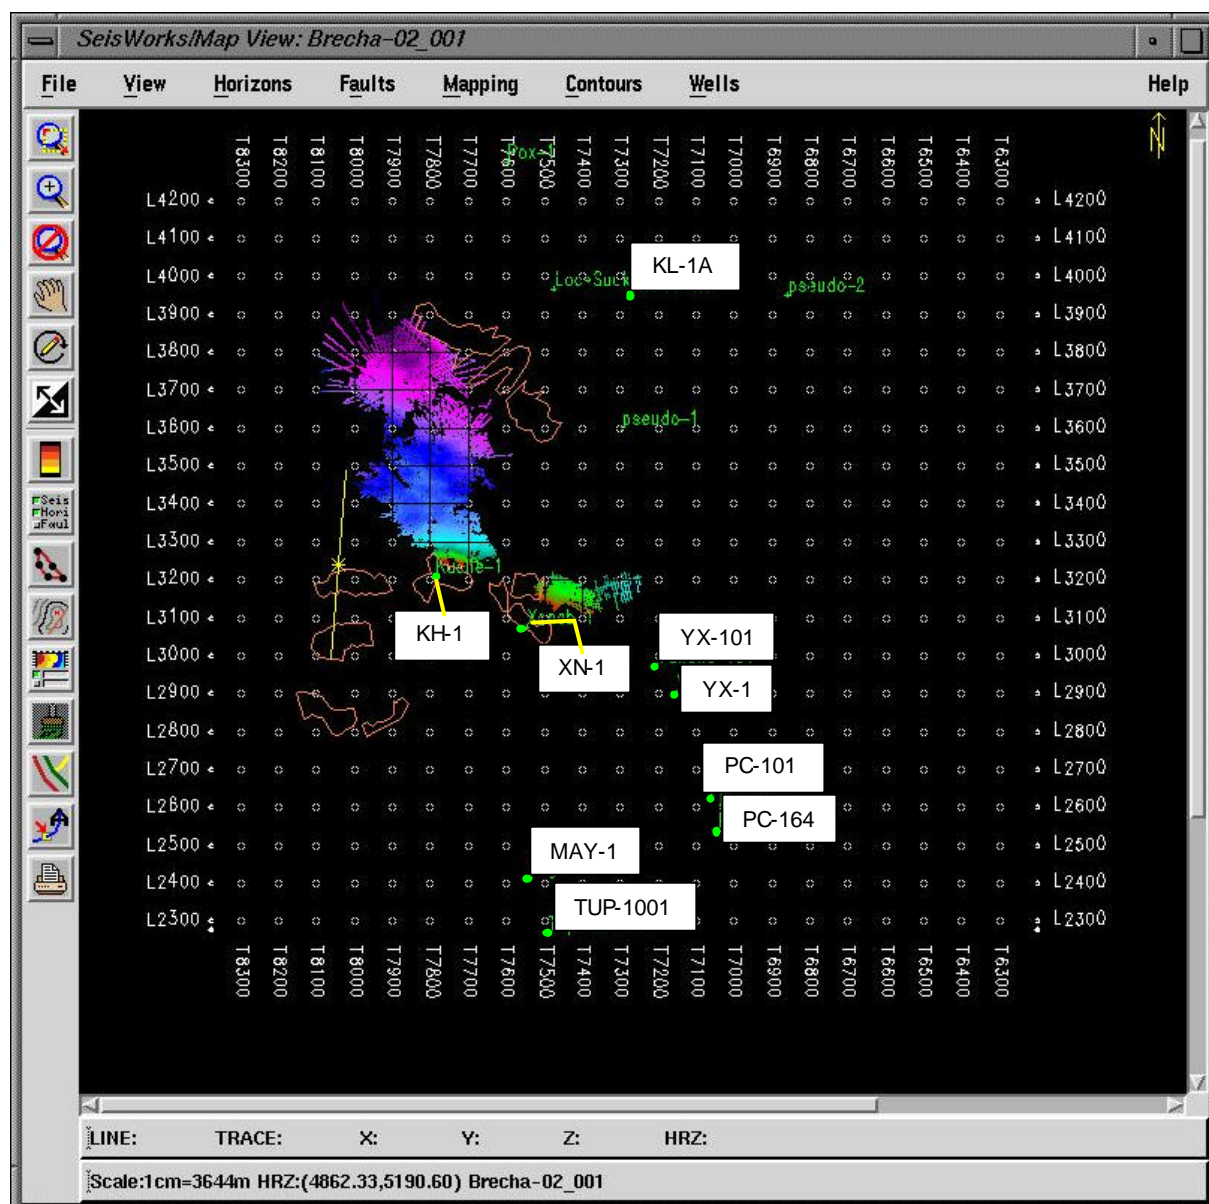 SeisWorks/Map View: Brecha-02_001
File View Horizons Faults Mapping Contours Wells Help
T8300 T8200 T8100 T8000 T7900 T7800 T7700 T7600 T7500 T7400 T7300 T7200 T7100 T7000 T6900 T6800 T6700 T6600 T6500 T6400 T6300
Pox-1
L4200 L4200
L4100 L4100
KL-1A
L4000 L4000
pseudo-2
L3900 L3900
L3800 L3800
L3700 L3700
pseudo-1
L3600 L3600
L3500 L3500
Seis
Hori
Faul
L3400 L3400
L3300 L3300
L3200 L3200
L3100 L3100
KH-1
YX-101
L3000 L3000
XN-1
YX-1
L2900 L2900
L2800 L2800
L2700 L2700
PC-101
L2600 L2600
PC-164
L2500 L2500
MAY-1
L2400 L2400
TUP-1001
L2300 L2300
T8300 T8200 T8100 T8000 T7900 T7800 T7700 T7600 T7500 T7400 T7300 T7200 T7100 T7000 T6900 T6800 T6700 T6600 T6500 T6400 T6300
LINE: TRACE: X: Y: Z: HRZ:
Scale:1cm=3644m HRZ:(4862.33,5190.60) Brecha-02_001